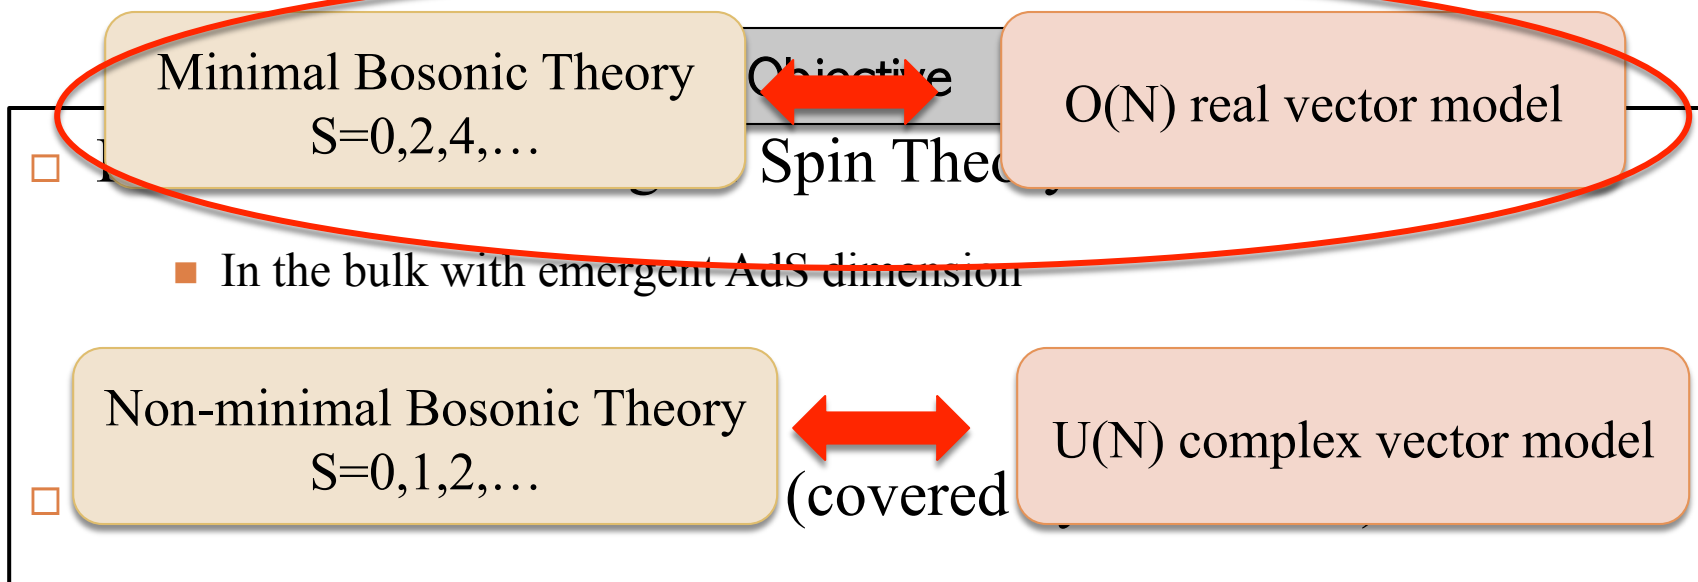 Minimal Bosonic Theory
S=0,2,4,…
Objective
O(N) real vector model
Spin Theory
In the bulk with emergent AdS dimension
Non-minimal Bosonic Theory
S=0,1,2,…
U(N) complex vector model
(covered